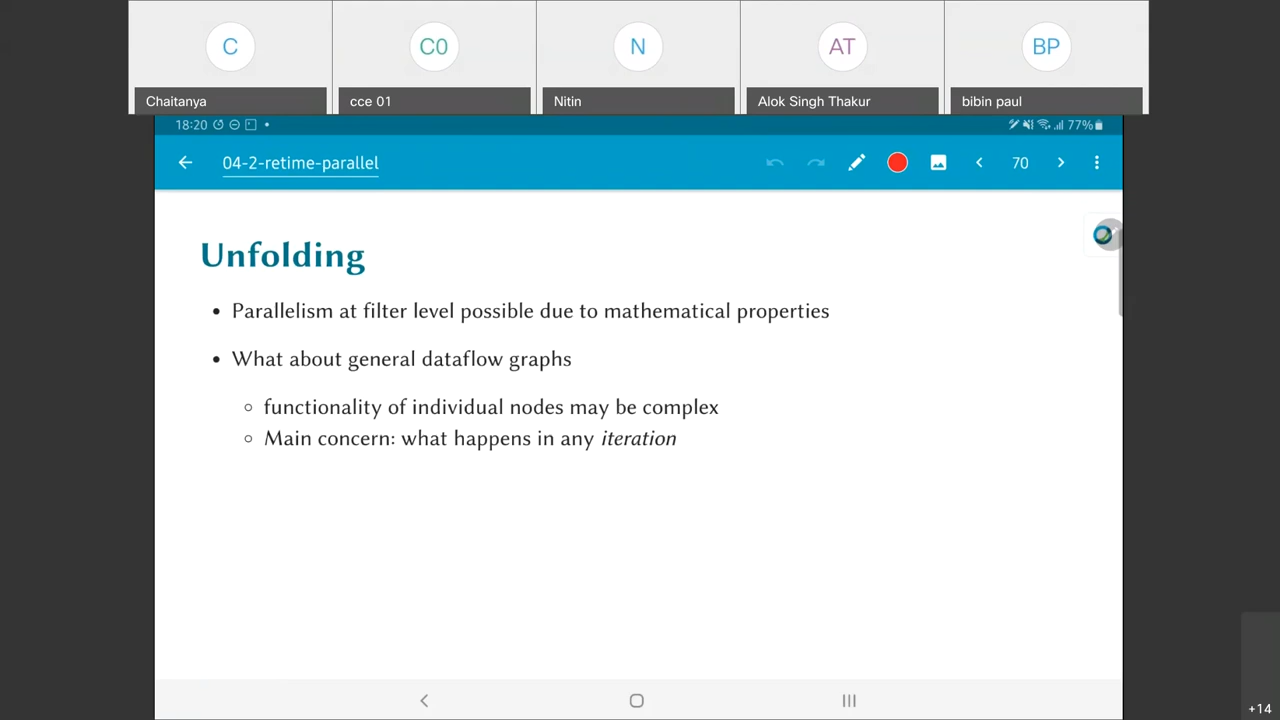 C
C0
N
AT
BP
Chaitanya
cce 01
Nitin
Alok Singh Thakur
bibin paul
18:20
77%
04-2-retime-parallel
70
Unfolding
• Parallelism at filter level possible due to mathematical properties
• What about general dataflow graphs
◦ functionality of individual nodes may be complex
◦ Main concern: what happens in any iteration
+14